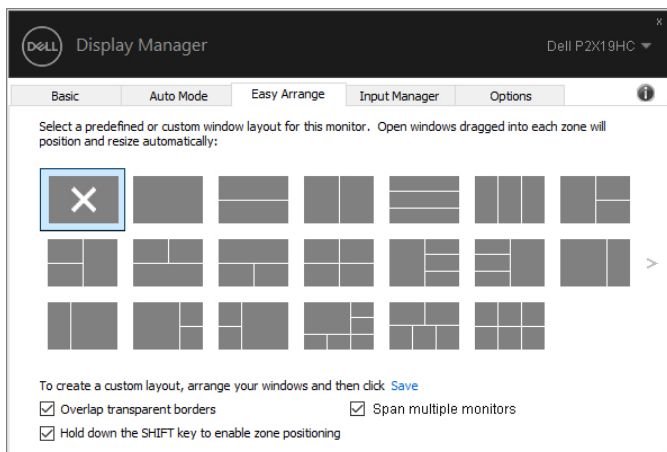 x
DELL Display Manager Dell P2X19HC
Basic Auto Mode Easy Arrange Input Manager Options i
Select a predefined or custom window layout for this monitor. Open windows dragged into each zone will
position and resize automatically:
>
To create a custom layout, arrange your windows and then click Save
Overlap transparent borders Span multiple monitors
Hold down the SHIFT key to enable zone positioning